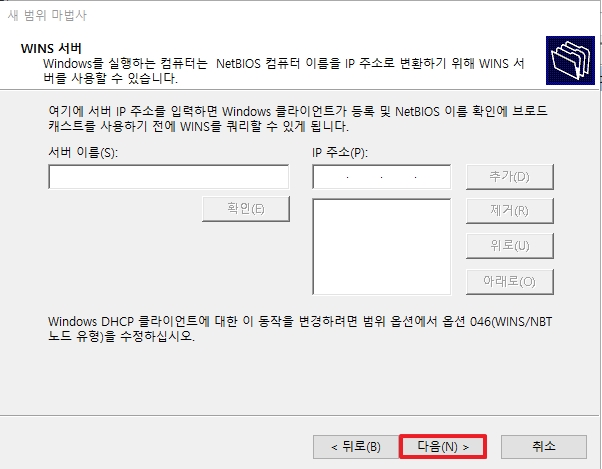 새 범위 마법사
WINS 서버
Windows를 실행하는 컴퓨터는 NetBIOS 컴퓨터 이름을 IP 주소로 변환하기 위해 WINS 서
버를 사용할 수 있습니다.
여기에 서버 IP 주소를 입력하면 Windows 클라이언트가 등록 및 NetBIOS 이름 확인에 브로드
캐스트를 사용하기 전에 WINS를 쿼리할 수 있게 됩니다.
서버 이름(S): IP 주소(P):
. . . 추가(D)
확인(E) 제거(R)
위로(U)
아래로(O)
Windows DHCP 클라이언트에 대한 이 동작을 변경하려면 범위 옵션에서 옵션 046(WINS/NBT
노드 유형)을 수정하십시오.
< 뒤로(B) 다음(N) > 취소